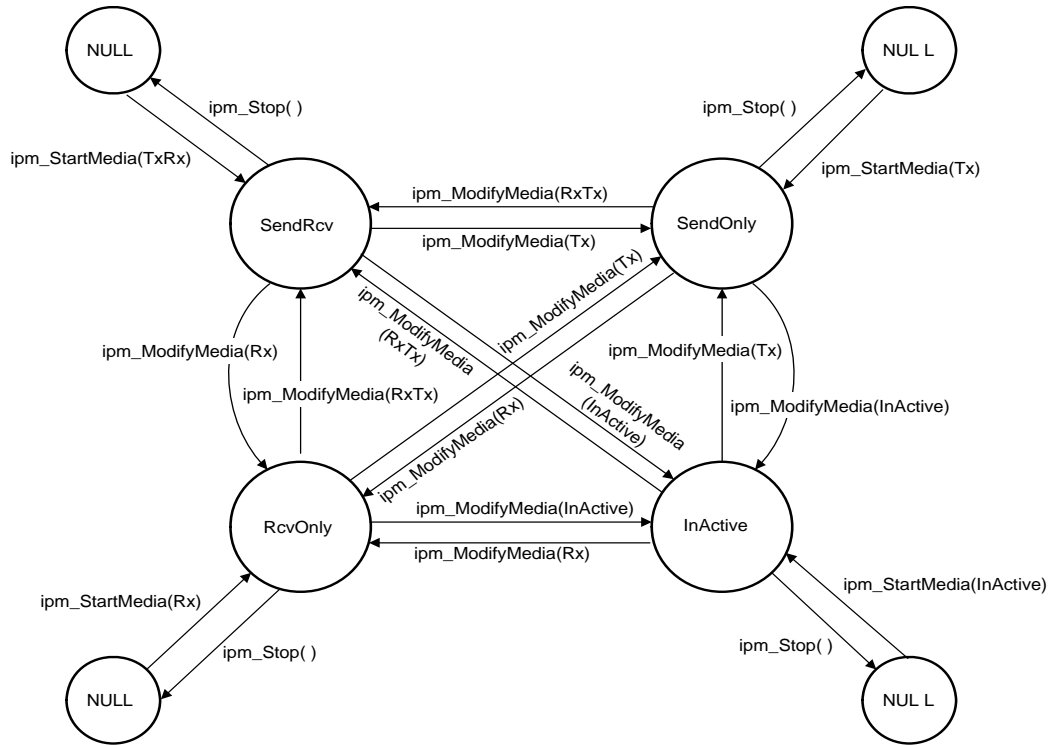 NULL
NUL L
ipm_Stop( )
ipm_Stop( )
ipm_StartMedia(TxRx)
ipm_StartMedia(Tx)
ipm_ModifyMedia(RxTx)
SendRcv
SendOnly
ipm_ModifyMedia(Tx)
ipm_ModifyMedia(Tx)
ipm_ModifyMedia
(RxTx)
ipm_ModifyMedia(Rx)
ipm_ModifyMedia(Tx)
ipm_ModifyMedia(RxTx)
ipm_ModifyMedia
(InActive)
ipm_ModifyMedia(InActive)
ipm_ModifyMedia(Rx)
ipm_ModifyMedia(InActive)
RcvOnly
InActive
ipm_ModifyMedia(Rx)
ipm_StartMedia(Rx)
ipm_StartMedia(InActive)
ipm_Stop( )
ipm_Stop( )
NULL
NUL L